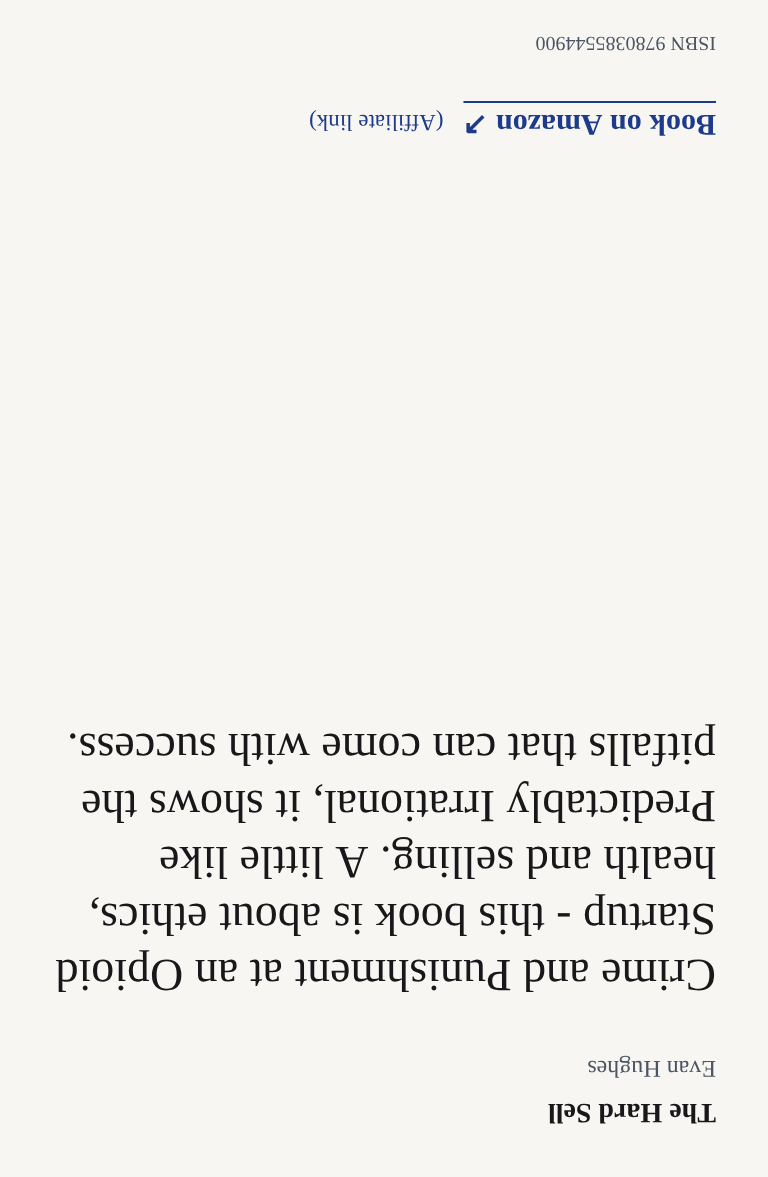 The Hard Sell
Evan Hughes
Crime and Punishment at an Opioid
Startup - this book is about ethics,
health and selling. A little like
Predictably Irrational, it shows the
pitfalls that can come with success.
Book on Amazon ↗ (Affiliate link)
ISBN 9780385544900